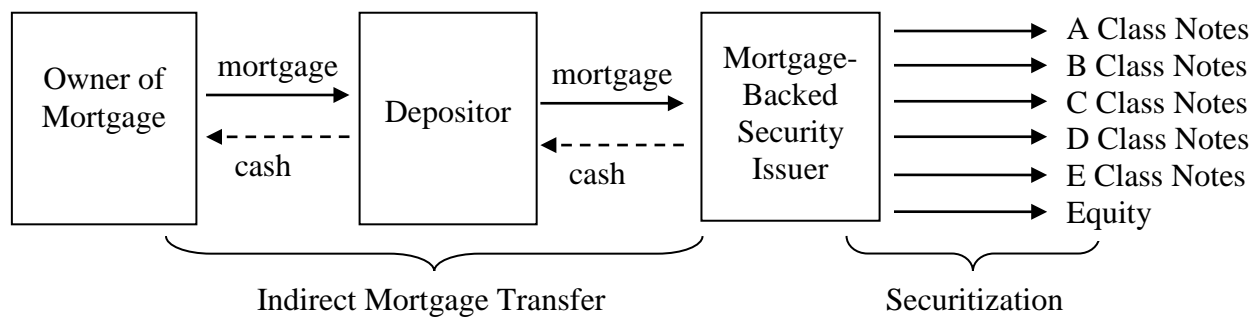 Owner of
Mortgage
mortgage
cash
Depositor
mortgage
cash
Mortgage-
Backed
Security
Issuer
A Class Notes
B Class Notes
C Class Notes
D Class Notes
E Class Notes
Equity
Indirect Mortgage Transfer
Securitization